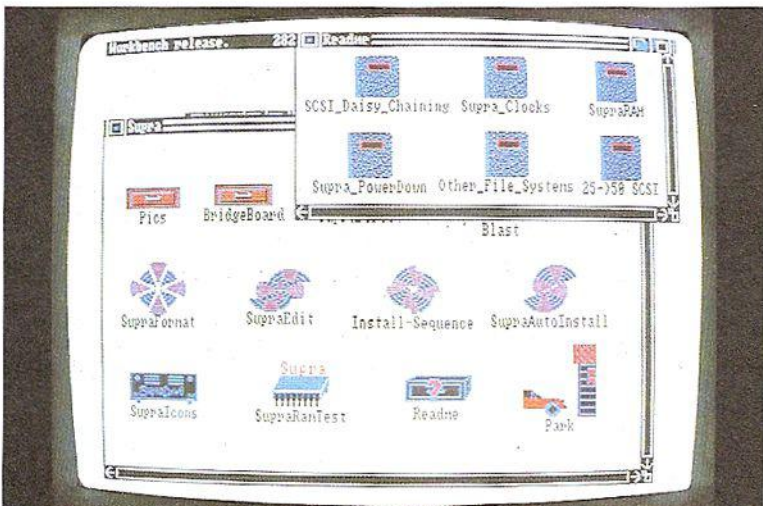 Workbench release. 282
Readme
SCSI_Daisy_Chaining Supra_Clocks SupraRAM
Supra_PowerDown Other_File_Systems 25->50 SCSI
Supra
Pics BridgeBoard
Blast
SupraFormat SupraEdit Install-Sequence SupraAutoInstall
Supra
SupraIcons SupraRamTest Readme Park